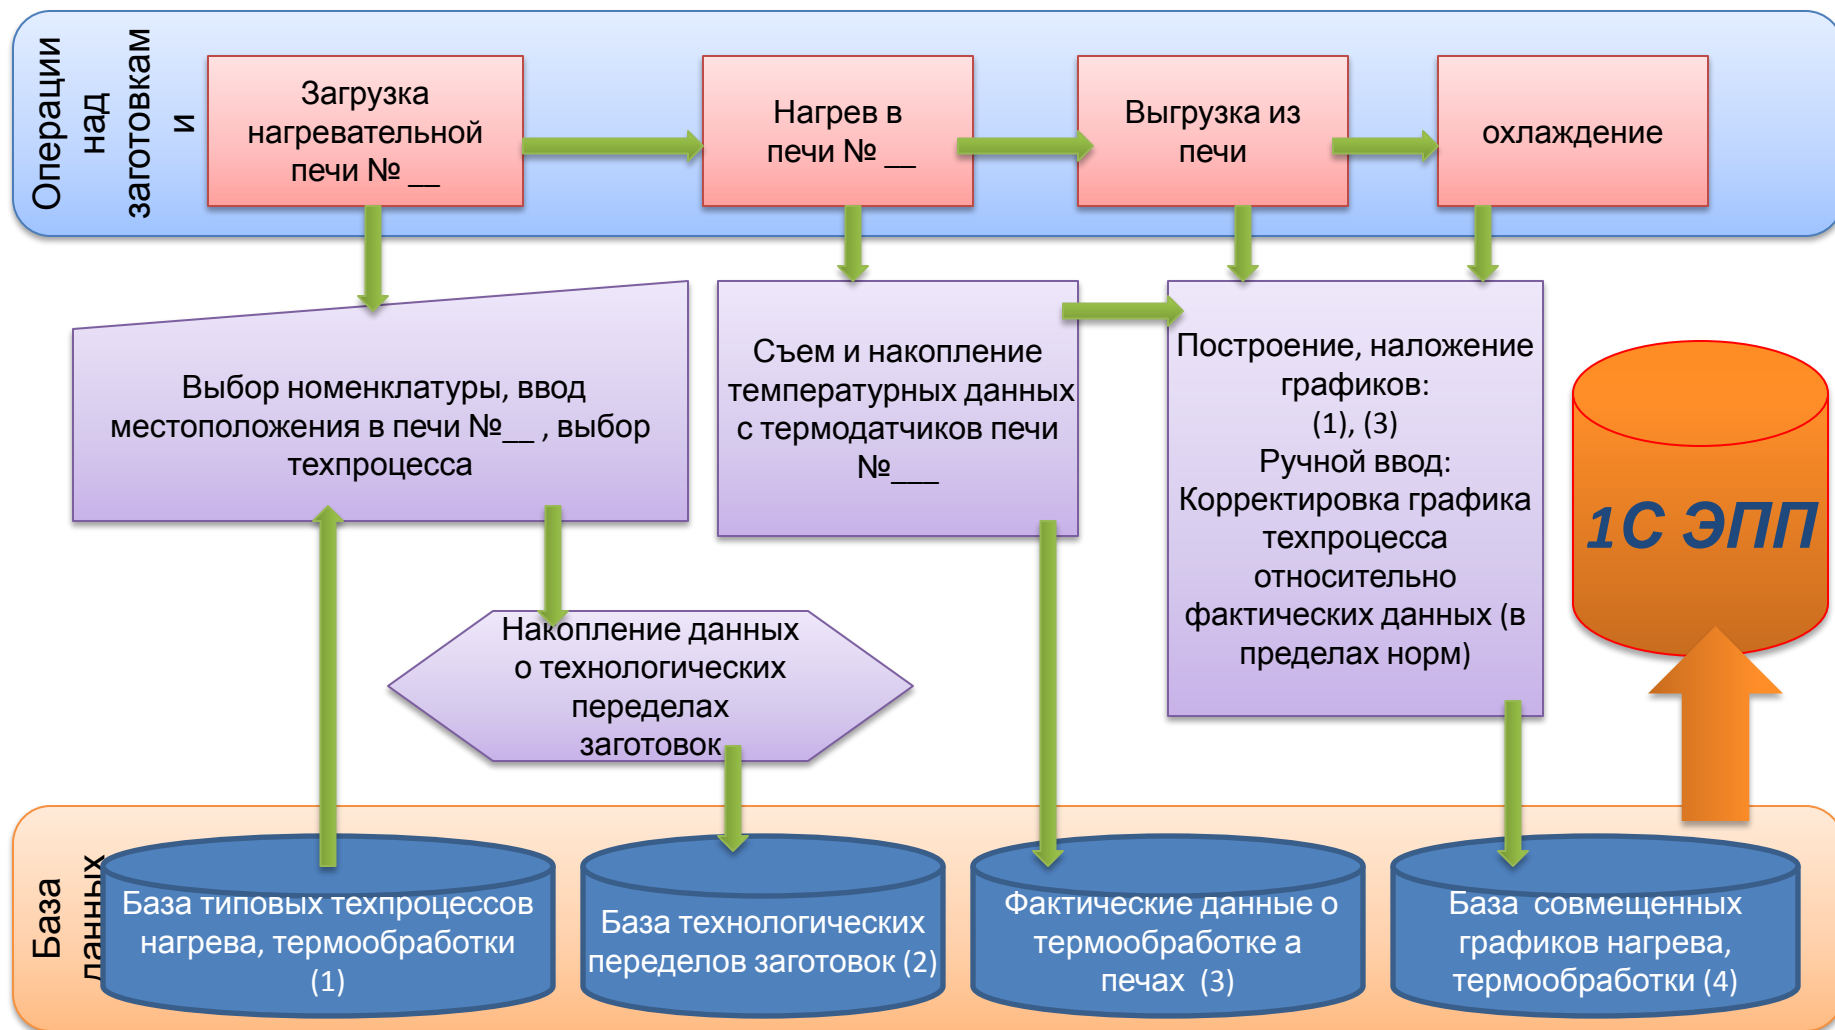 Операции
над
заготовкам
и
Загрузка
нагревательной
печи № __
Нагрев в
печи № __
Выгрузка из
печи
охлаждение
Выбор номенклатуры, ввод
местоположения в печи №__ , выбор
техпроцесса
Съем и накопление
температурных данных
с термодатчиков печи
№___
Построение, наложение
графиков:
(1), (3)
Ручной ввод:
Корректировка графика
техпроцесса
относительно
фактических данных (в
пределах норм)
1С ЭПП
Накопление данных
о технологических
переделах
заготовок
База
данных
База типовых техпроцессов
нагрева, термообработки
(1)
База технологических
переделов заготовок (2)
Фактические данные о
термообработке а
печах (3)
База совмещенных
графиков нагрева,
термообработки (4)